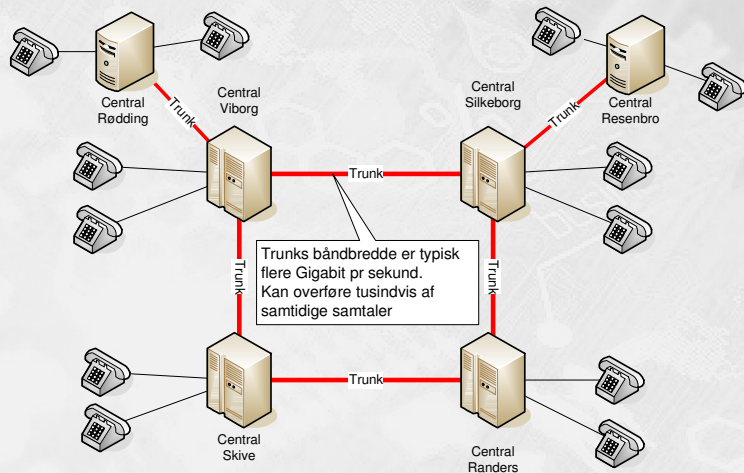 Central
Rødding
Central
Viborg
Central
Silkeborg
Central
Resenbro
Trunk
Trunk
Trunk
Trunks båndbredde er typisk
flere Gigabit pr sekund.
Kan overføre tusindvis af
samtidige samtaler
Trunk
Trunk
Trunk
Central
Skive
Central
Randers